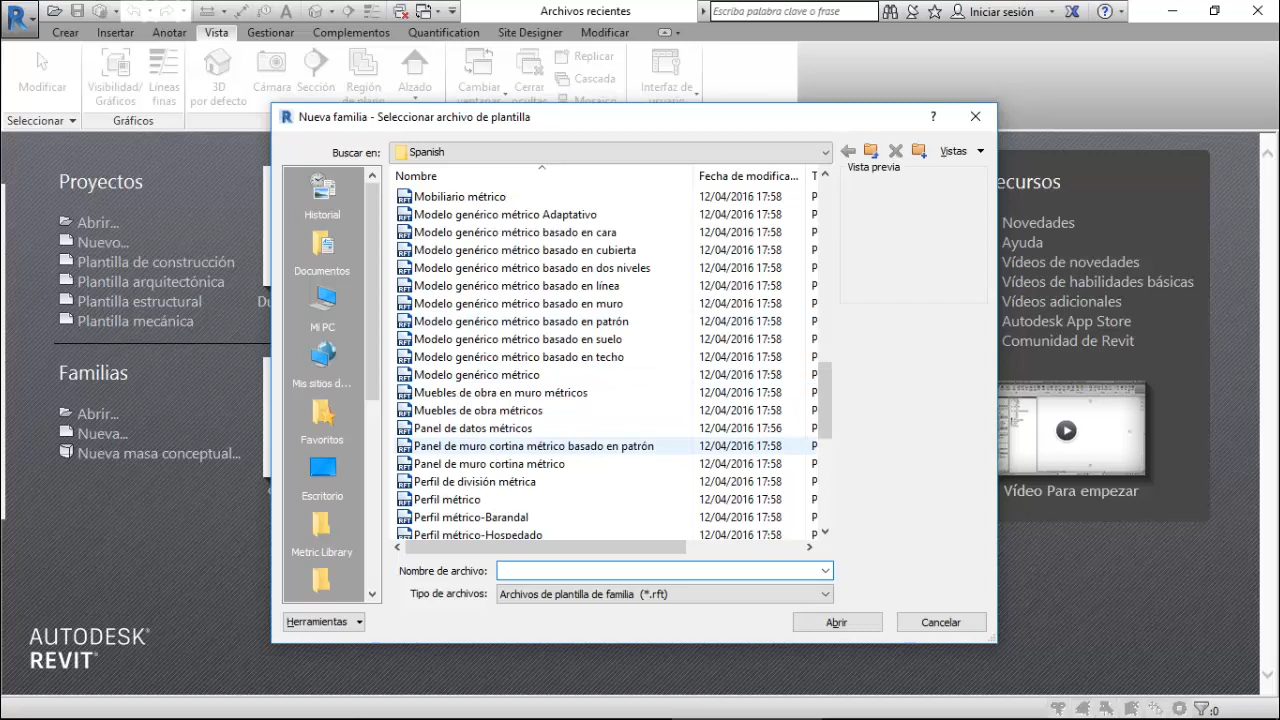 Archivos recientes
Escriba palabra clave o frase
Iniciar sesión
Crear Insertar Anotar Vista Gestionar Complementos Quantification Site Designer Modificar
Modificar
Visibilidad/ Gráficos
Líneas finas
3D por defecto
Cámara
Sección
Región de plano
Alzado
Cambiar ventanas
Cerrar ocultas
Replicar
Cascada
Mosaico
Interfaz de usuario
Seleccionar
Gráficos
Nueva familia - Seleccionar archivo de plantilla
Buscar en: Spanish
Vistas
Vista previa
Historial
Documentos
Mi PC
Mis sitios d...
Favoritos
Escritorio
Metric Library
Nombre Fecha de modifica... T
Mobiliario métrico 12/04/2016 17:58 P
Modelo genérico métrico Adaptativo 12/04/2016 17:58 P
Modelo genérico métrico basado en cara 12/04/2016 17:58 P
Modelo genérico métrico basado en cubierta 12/04/2016 17:58 P
Modelo genérico métrico basado en dos niveles 12/04/2016 17:58 P
Modelo genérico métrico basado en línea 12/04/2016 17:58 P
Modelo genérico métrico basado en muro 12/04/2016 17:58 P
Modelo genérico métrico basado en patrón 12/04/2016 17:58 P
Modelo genérico métrico basado en suelo 12/04/2016 17:58 P
Modelo genérico métrico basado en techo 12/04/2016 17:58 P
Modelo genérico métrico 12/04/2016 17:58 P
Muebles de obra en muro métricos 12/04/2016 17:58 P
Muebles de obra métricos 12/04/2016 17:58 P
Panel de datos métricos 12/04/2016 17:56 P
Panel de muro cortina métrico basado en patrón 12/04/2016 17:58 P
Panel de muro cortina métrico 12/04/2016 17:58 P
Perfil de división métrica 12/04/2016 17:58 P
Perfil métrico 12/04/2016 17:58 P
Perfil métrico-Barandal 12/04/2016 17:58 P
Perfil métrico-Hospedado 12/04/2016 17:58 P
Nombre de archivo:
Tipo de archivos: Archivos de plantilla de familia (*.rft)
Herramientas
Abrir
Cancelar
Proyectos
Abrir...
Nuevo...
Plantilla de construcción
Plantilla arquitectónica
Plantilla estructural
Plantilla mecánica
Du
Familias
Abrir...
Nueva...
Nueva masa conceptual...
ecursos
Novedades
Ayuda
Vídeos de novedades
Vídeos de habilidades básicas
Vídeos adicionales
Autodesk App Store
Comunidad de Revit
Vídeo Para empezar
AUTODESK®
REVIT®
:0